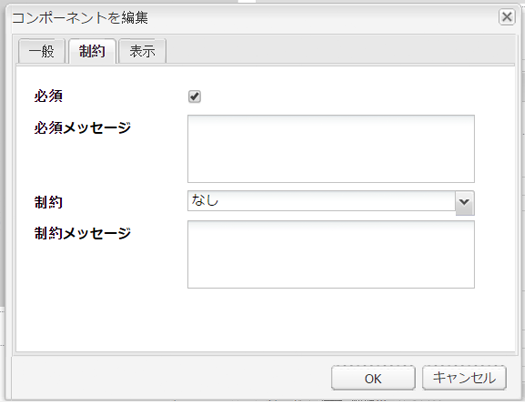 コンポーネントを編集
一般 制約 表示
必須
必須メッセージ
制約 なし
制約メッセージ
OK キャンセル